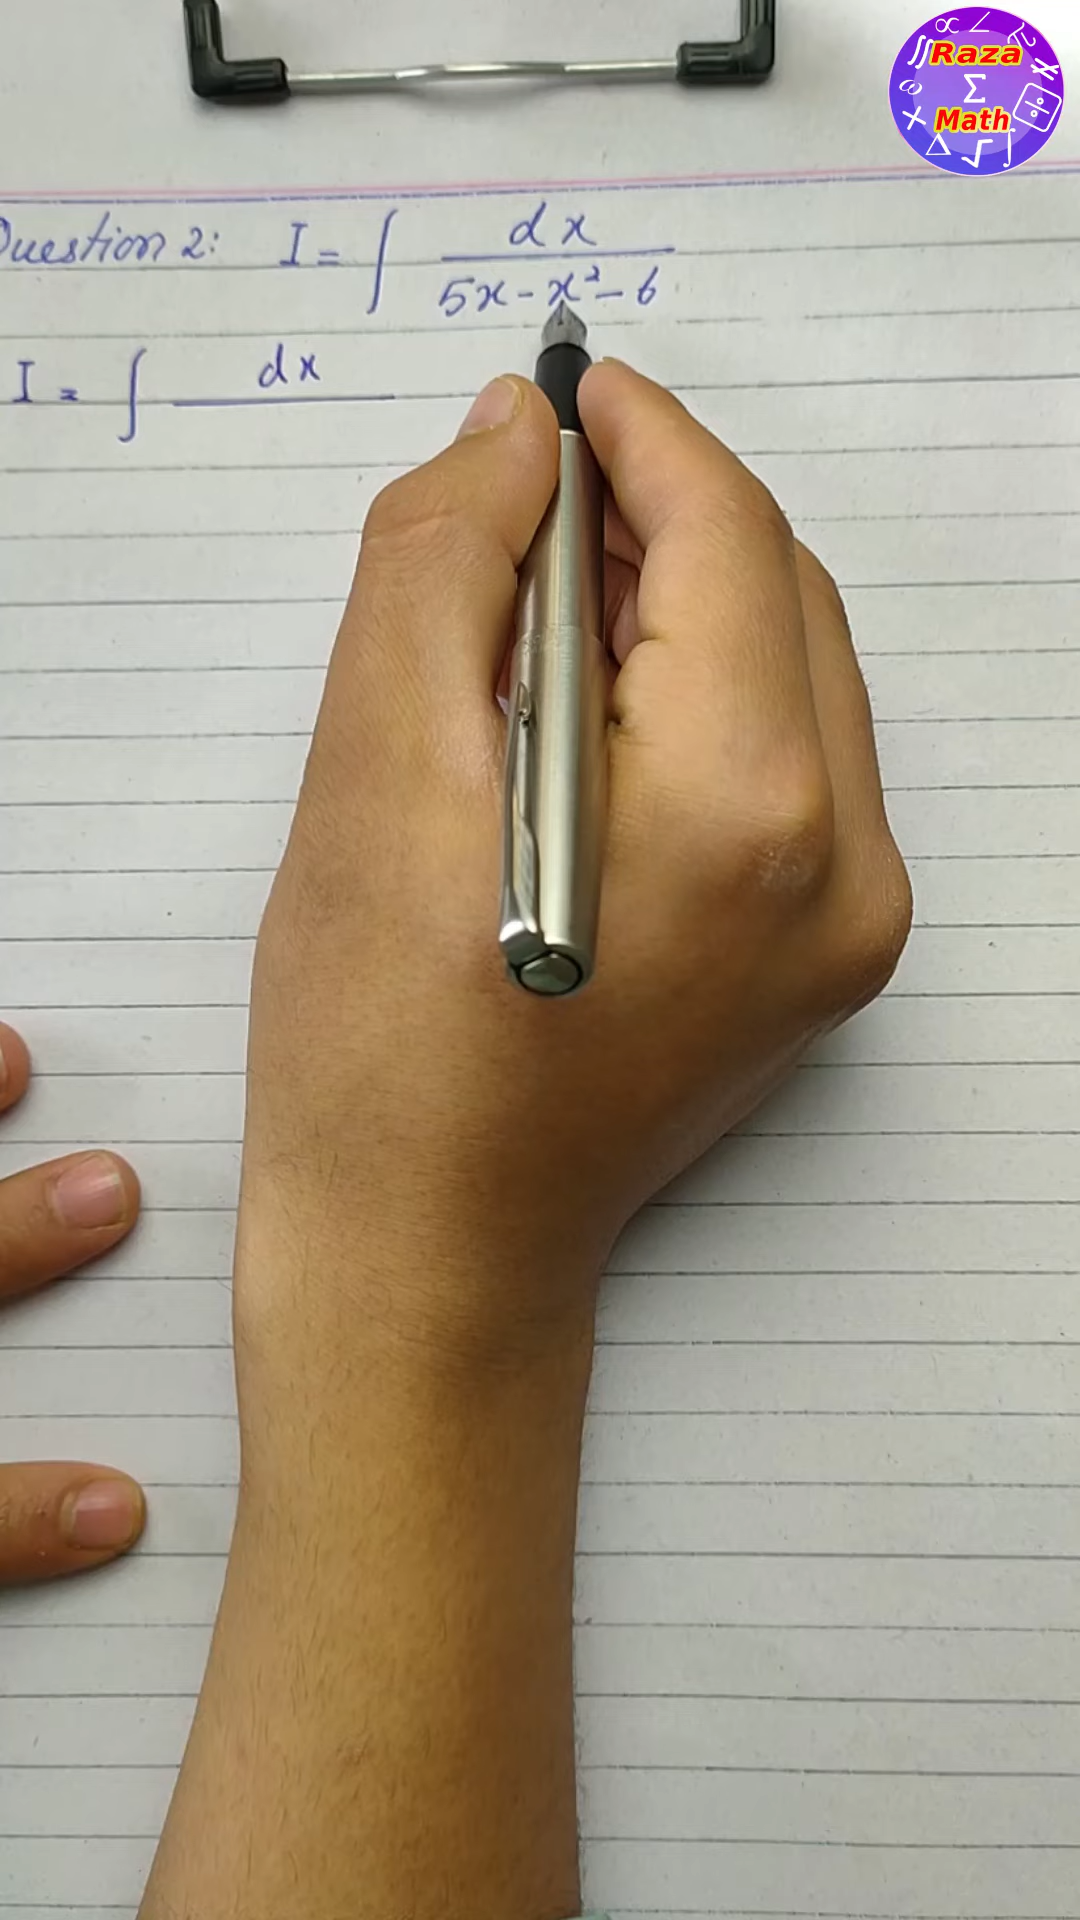 Raza
Math
Question 2: I = ∫ dx / 5x - x² - 6
I = ∫ dx